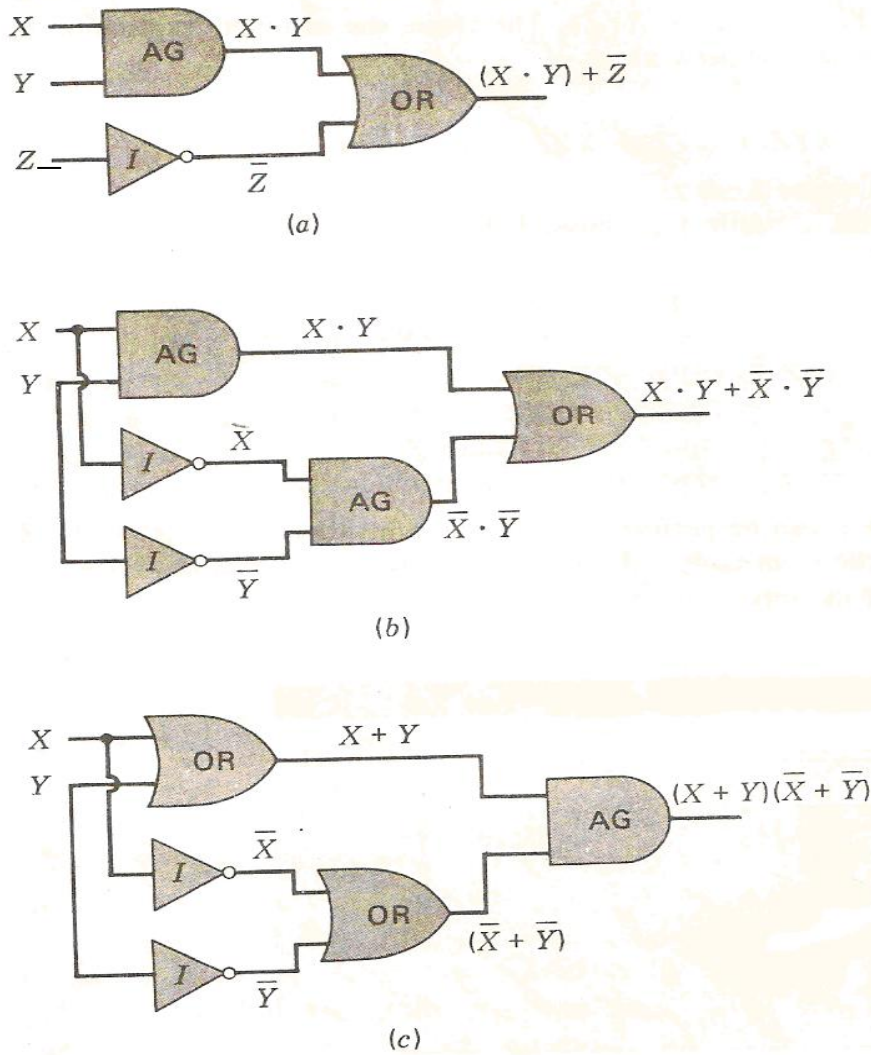 X
AG
X · Y
Y
OR
(X · Y) + Z̅
Z
I
Z̅
(a)
X
AG
X · Y
Y
OR
X · Y + X̅ · Y̅
I
X̅
AG
X̅ · Y̅
I
Y̅
(b)
X
OR
X + Y
Y
AG
(X + Y)(X̅ + Y̅)
I
X̅
OR
(X̅ + Y̅)
I
Y̅
(c)